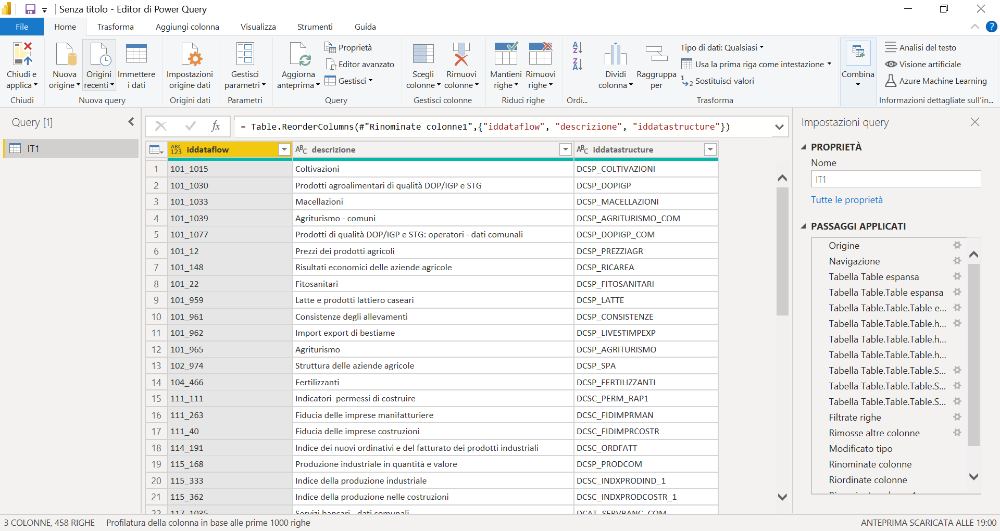 Senza titolo - Editor di Power Query
File Home Trasforma Aggiungi colonna Visualizza Strumenti Guida
Chiudi e applica
Chiudi
Nuova origine
Origini recenti
Immettere i dati
Nuova query
Impostazioni origine dati
Origini dati
Gestisci parametri
Parametri
Aggiorna anteprima
Proprietà
Editor avanzato
Gestisci
Query
Scegli colonne
Rimuovi colonne
Gestisci colonne
Mantieni righe
Rimuovi righe
Riduci righe
Ordi...
Dividi colonna
Raggruppa per
Tipo di dati: Qualsiasi
Usa la prima riga come intestazione
Sostituisci valori
Trasforma
Combina
Analisi del testo
Visione artificiale
Azure Machine Learning
Informazioni dettagliate sull'in...
Query [1]
IT1
fx = Table.ReorderColumns(#"Rinominate colonne1",{"iddataflow", "descrizione", "iddatastructure"})
ABC 123 iddataflow ABC descrizione ABC iddatastructure
1 101_1015 Coltivazioni DCSP_COLTIVAZIONI
2 101_1030 Prodotti agroalimentari di qualità DOP/IGP e STG DCSP_DOPIGP
3 101_1033 Macellazioni DCSP_MACELLAZIONI
4 101_1039 Agriturismo - comuni DCSP_AGRITURISMO_COM
5 101_1077 Prodotti di qualità DOP/IGP e STG: operatori - dati comunali DCSP_DOPIGP_COM
6 101_12 Prezzi dei prodotti agricoli DCSP_PREZZIAGR
7 101_148 Risultati economici delle aziende agricole DCSP_RICAREA
8 101_22 Fitosanitari DCSP_FITOSANITARI
9 101_959 Latte e prodotti lattiero caseari DCSP_LATTE
10 101_961 Consistenze degli allevamenti DCSP_CONSISTENZE
11 101_962 Import export di bestiame DCSP_LIVESTIMPEXP
12 101_965 Agriturismo DCSP_AGRITURISMO
13 102_974 Struttura delle aziende agricole DCSP_SPA
14 104_466 Fertilizzanti DCSP_FERTILIZZANTI
15 111_111 Indicatori  permessi di costruire DCSC_PERM_RAP1
16 111_263 Fiducia delle imprese manifatturiere DCSC_FIDIMPRMAN
17 111_40 Fiducia delle imprese costruzioni DCSC_FIDIMPRCOSTR
18 114_191 Indice dei nuovi ordinativi e del fatturato dei prodotti industriali DCSC_ORDFATT
19 115_168 Produzione industriale in quantità e valore DCSP_PRODCOM
20 115_333 Indice della produzione industriale DCSC_INDXPRODIND_1
21 115_362 Indice della produzione nelle costruzioni DCSC_INDXPRODCOSTR_1
22 117_1035 Servizi bancari - dati comunali DCAT_SERVBANC_COM
Impostazioni query
PROPRIETÀ
Nome
IT1
Tutte le proprietà
PASSAGGI APPLICATI
Origine
Navigazione
Tabella Table espansa
Tabella Table.Table espansa
Tabella Table.Table.Table e...
Tabella Table.Table.Table.h...
Tabella Table.Table.Table.h...
Tabella Table.Table.Table.h...
Tabella Table.Table.Table.S...
Tabella Table.Table.Table.S...
Tabella Table.Table.Table.S...
Filtrate righe
Rimosse altre colonne
Modificato tipo
Rinominate colonne
Riordinate colonne
3 COLONNE, 458 RIGHE Profilatura della colonna in base alle prime 1000 righe ANTEPRIMA SCARICATA ALLE 19:00